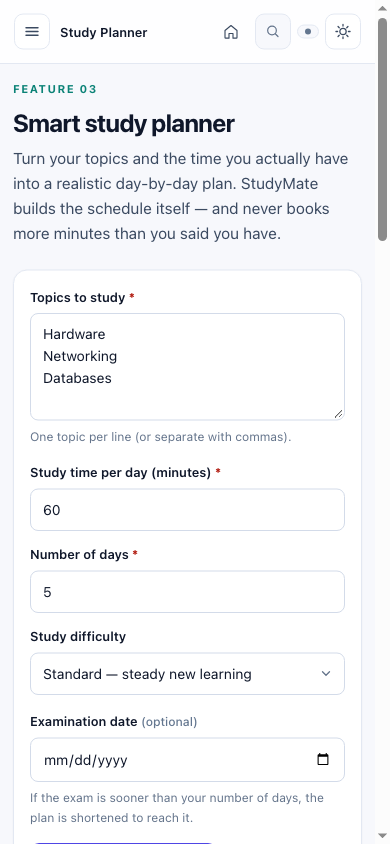 Study Planner
FEATURE 03
Smart study planner
Turn your topics and the time you actually have
into a realistic day-by-day plan. StudyMate
builds the schedule itself — and never books
more minutes than you said you have.
Topics to study *
Hardware
Networking
Databases
One topic per line (or separate with commas).
Study time per day (minutes) *
60
Number of days *
5
Study difficulty
Standard — steady new learning
Examination date (optional)
mm/dd/yyyy
If the exam is sooner than your number of days, the
plan is shortened to reach it.